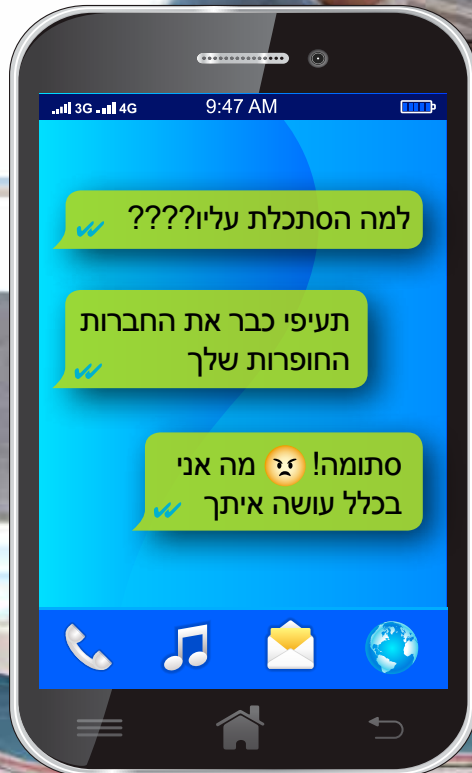 3G 4G 9:47 AM
למה הסתכלת עליו????
תעיפי כבר את החברות
החופרות שלך
סתומה! 😠 מה אני
בכלל עושה איתך